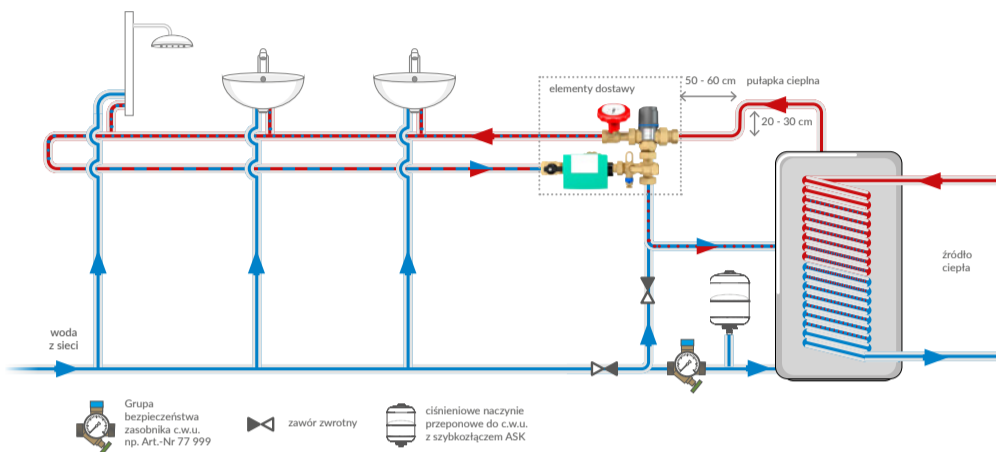 elementy dostawy
50 - 60 cm
pułapka cieplna
20 - 30 cm
źródło
ciepła
woda
z sieci
Grupa
bezpieczeństwa
zasobnika c.w.u.
np. Art.-Nr 77 999
zawór zwrotny
ciśnieniowe naczynie
przeponowe do c.w.u.
z szybkozłączem ASK